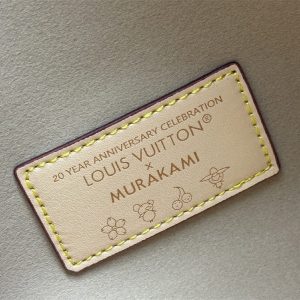 20 YEAR ANNIVERSARY CELEBRATION
LOUIS VUITTON®
×
MURAKAMI